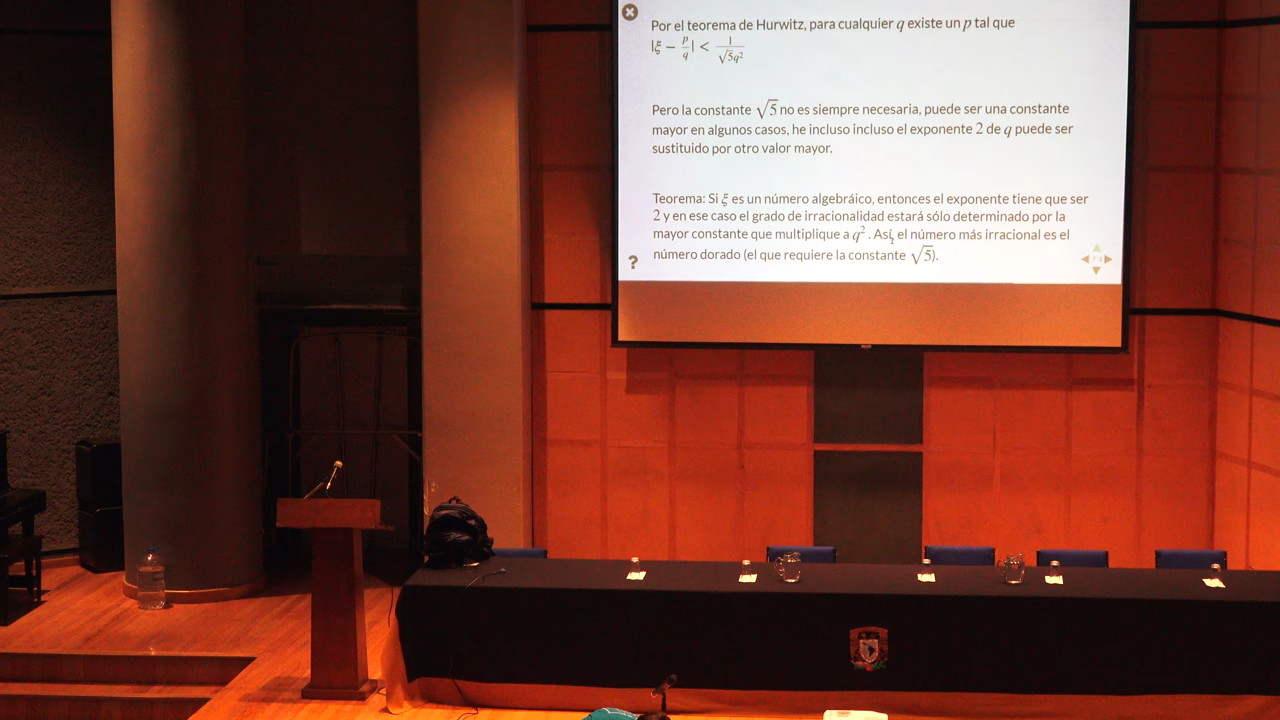 Por el teorema de Hurwitz, para cualquier q existe un p tal que
|ξ − p/q| < 1/(√5q²)
Pero la constante √5 no es siempre necesaria, puede ser una constante
mayor en algunos casos, he incluso incluso el exponente 2 de q puede ser
sustituido por otro valor mayor.
Teorema: Si ξ es un número algebráico, entonces el exponente tiene que ser
2 y en ese caso el grado de irracionalidad estará sólo determinado por la
mayor constante que multiplique a q². Así, el número más irracional es el
número dorado (el que requiere la constante √5).
?